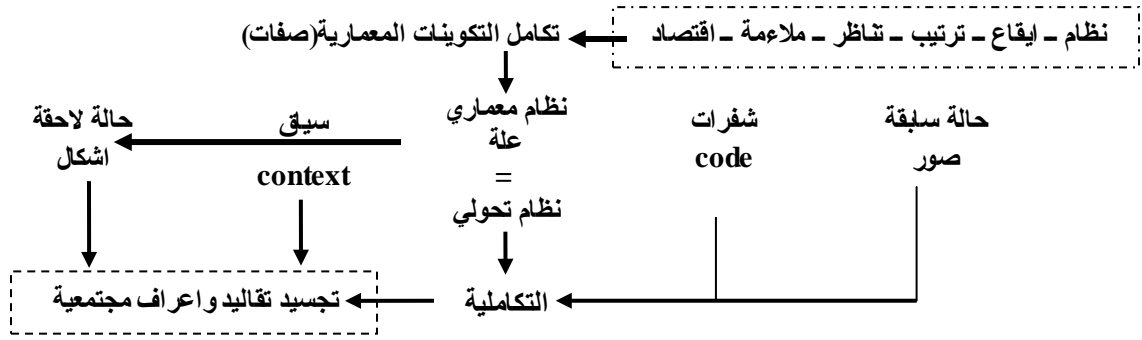 نظام ـ ايقاع ـ ترتيب ـ تناظر ـ ملاءمة ـ اقتصاد
تكامل التكوينات المعمارية(صفات)
حالة سابقة
صور
شفرات
code
نظام معماري
علة
=
نظام تحولي
سياق
context
حالة لاحقة
اشكال
التكاملية
تجسيد تقاليد واعراف مجتمعية